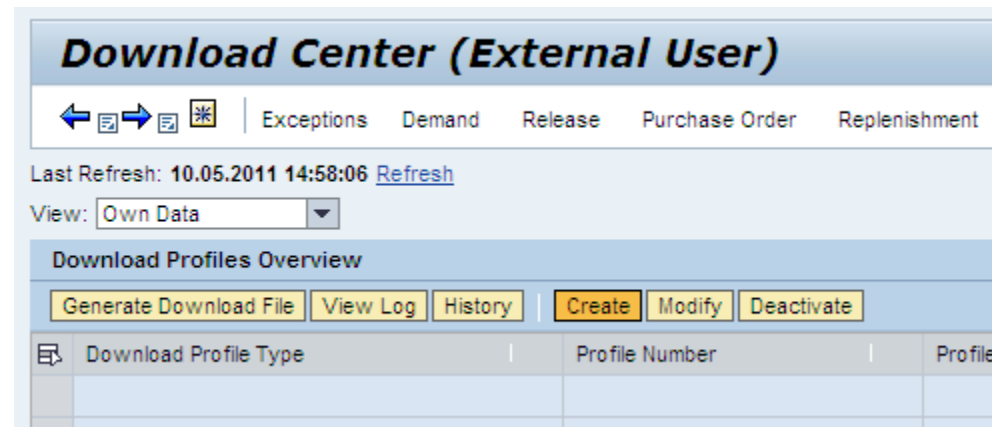 Download Center (External User)
Exceptions Demand Release Purchase Order Replenishment
Last Refresh: 10.05.2011 14:58:06 Refresh
View: Own Data
Download Profiles Overview
Generate Download File View Log History Create Modify Deactivate
Download Profile Type Profile Number Profile